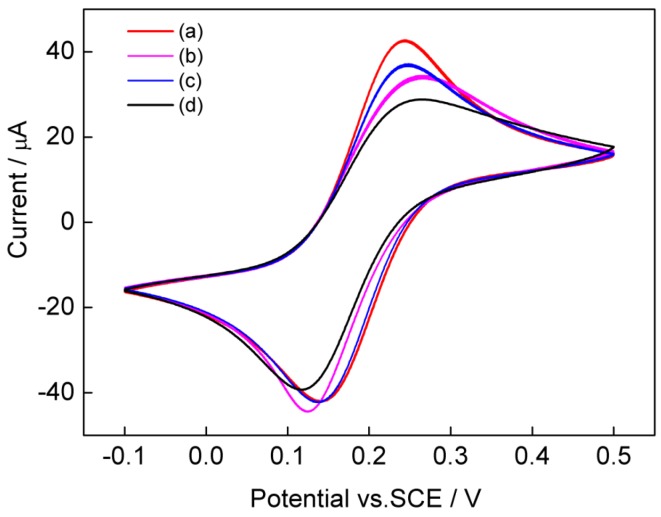 (a)
(b)
(c)
(d)
40
20
0
-20
-40
Current / μA
-0.1 0.0 0.1 0.2 0.3 0.4 0.5
Potential vs.SCE / V